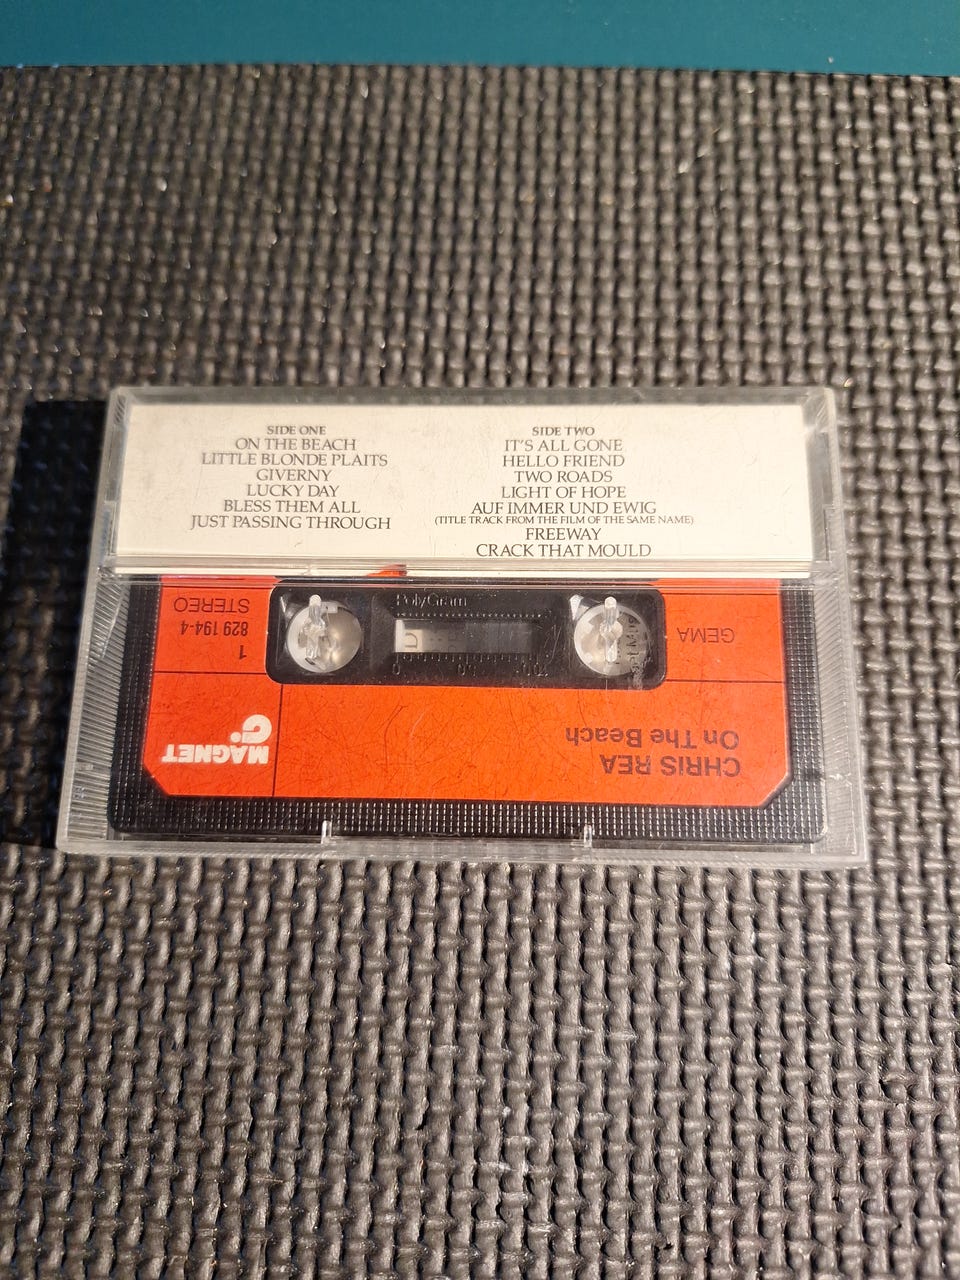 SIDE ONE
ON THE BEACH
LITTLE BLONDE PLAITS
GIVERNY
LUCKY DAY
BLESS THEM ALL
JUST PASSING THROUGH
SIDE TWO
IT'S ALL GONE
HELLO FRIEND
TWO ROADS
LIGHT OF HOPE
AUF IMMER UND EWIG
(TITLE TRACK FROM THE FILM OF THE SAME NAME)
FREEWAY
CRACK THAT MOULD
PolyGram
CHRIS REA
On The Beach
MAGNET
GEMA
1
829 194-4
STEREO